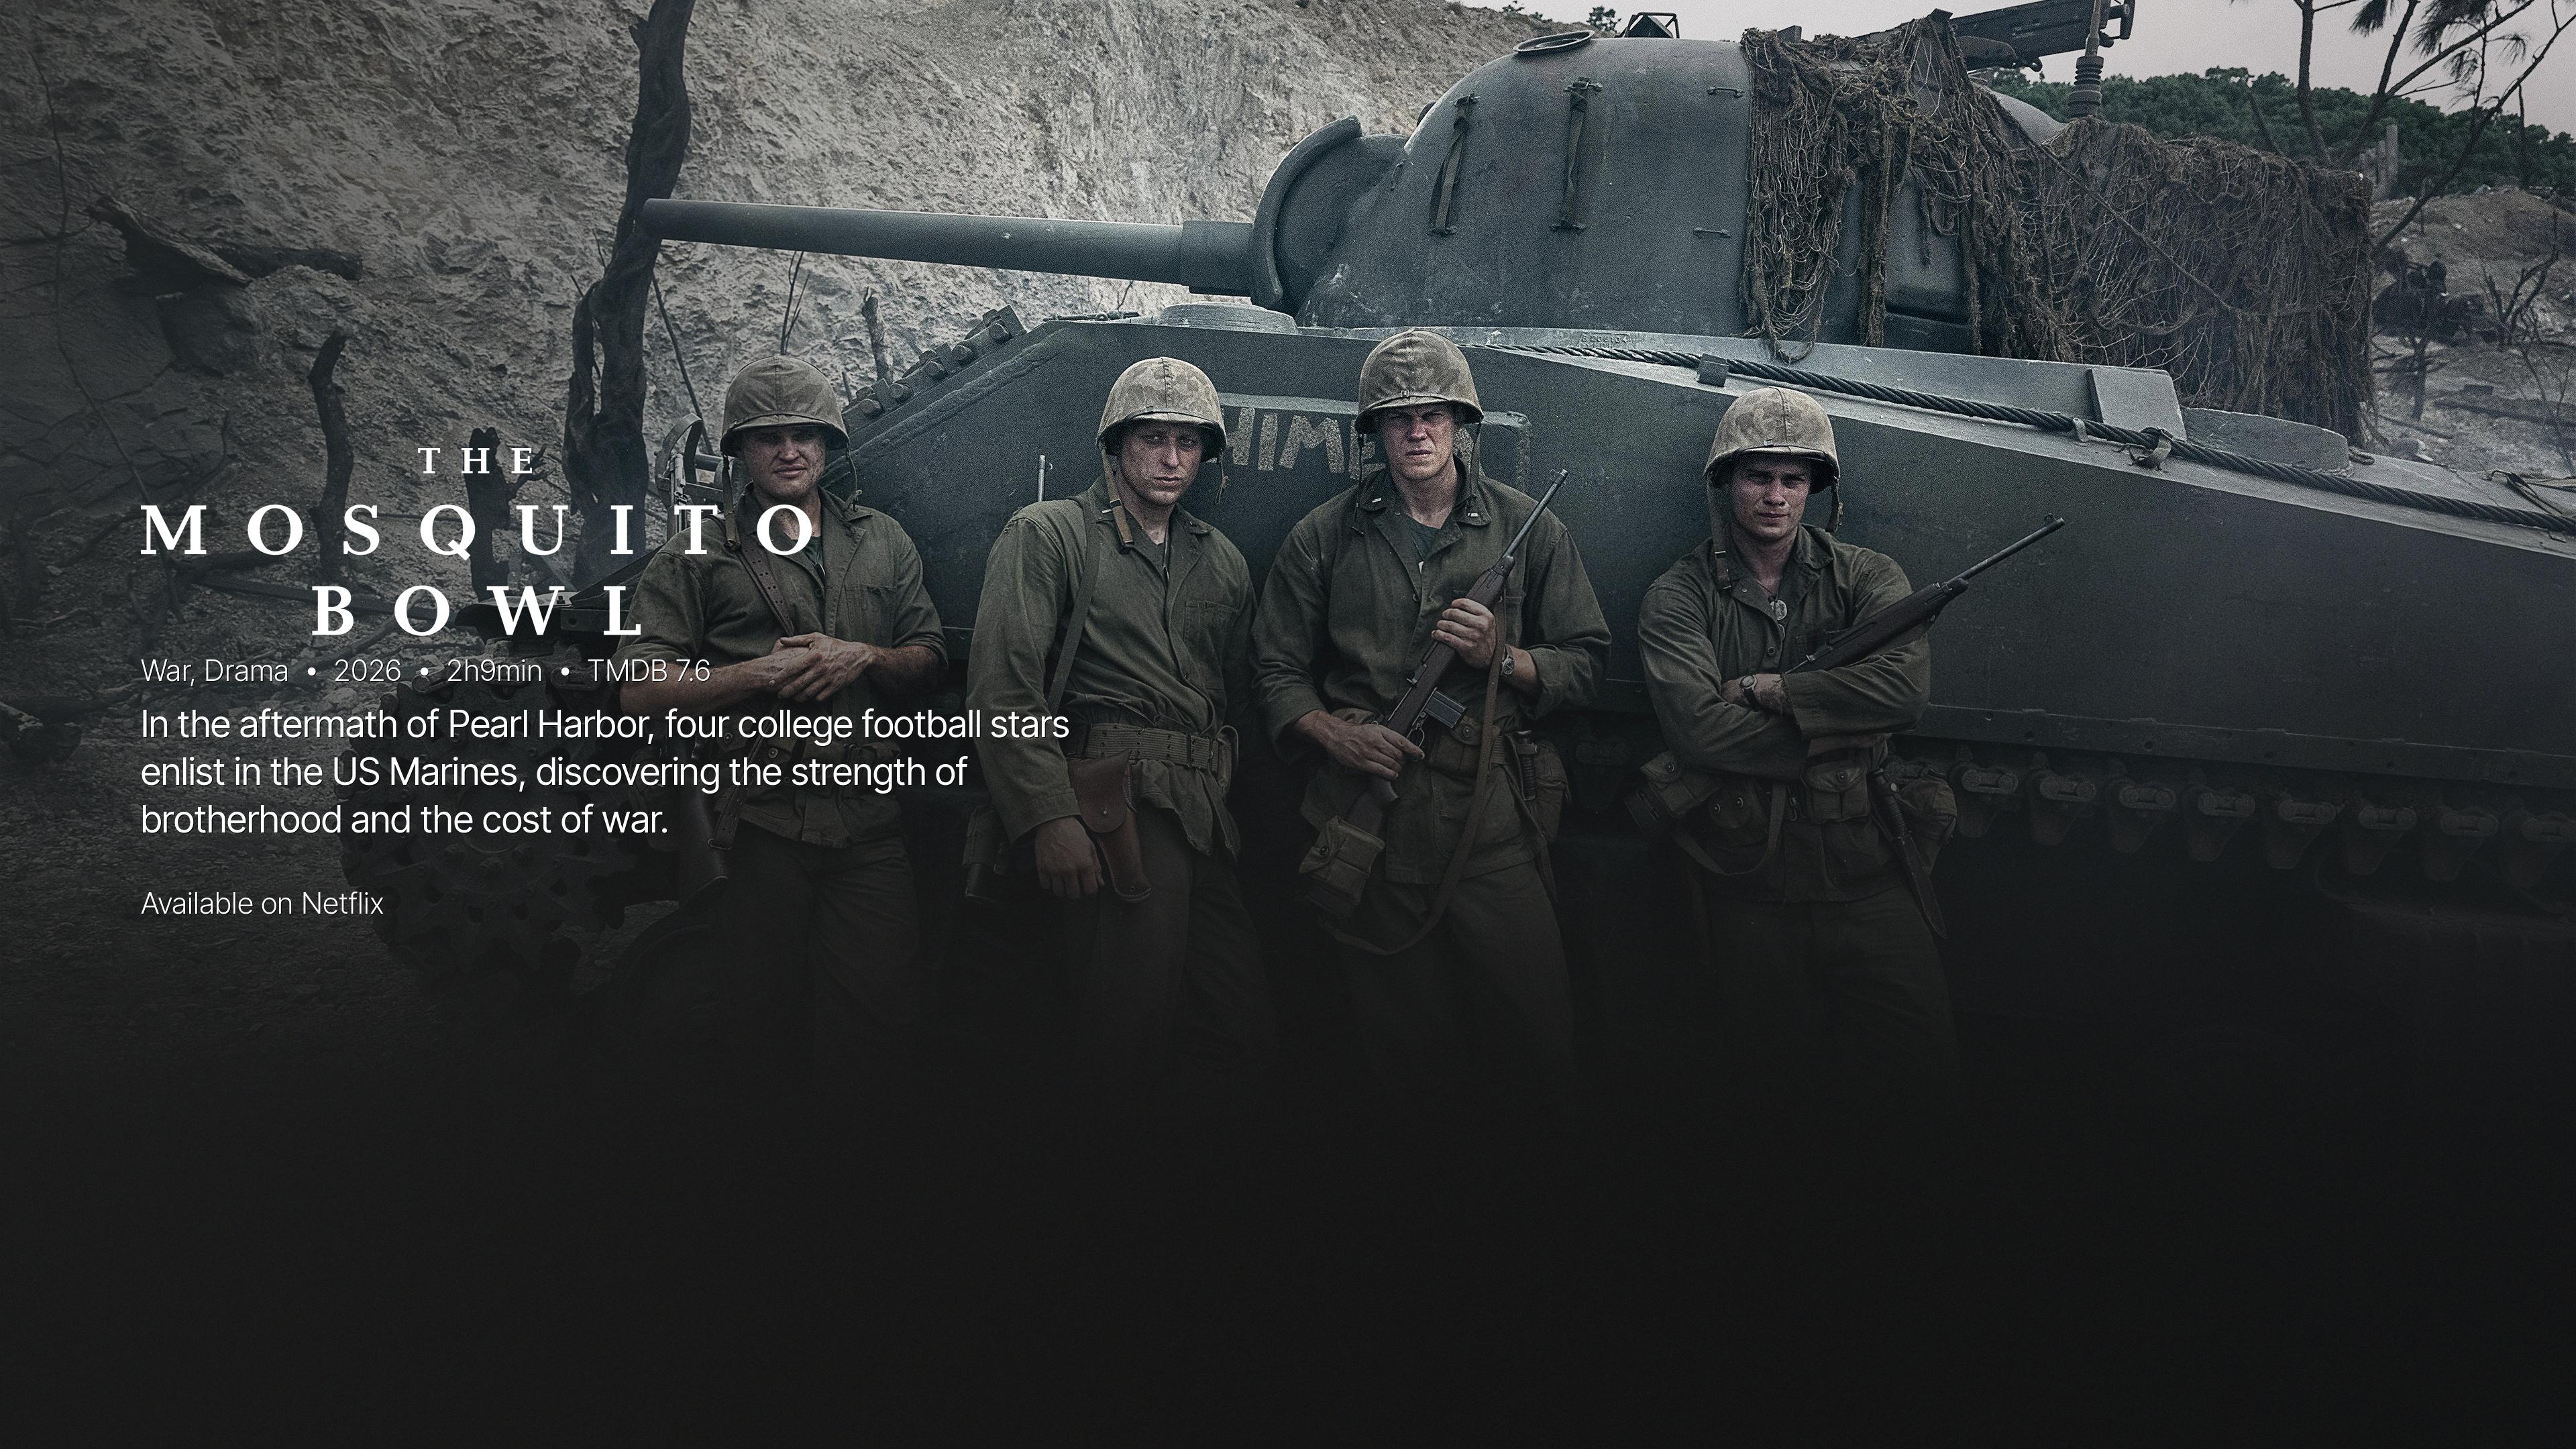 THE
MOSQUITO
BOWL
War, Drama • 2026 • 2h9min • TMDB 7.6
In the aftermath of Pearl Harbor, four college football stars
enlist in the US Marines, discovering the strength of
brotherhood and the cost of war.
Available on Netflix